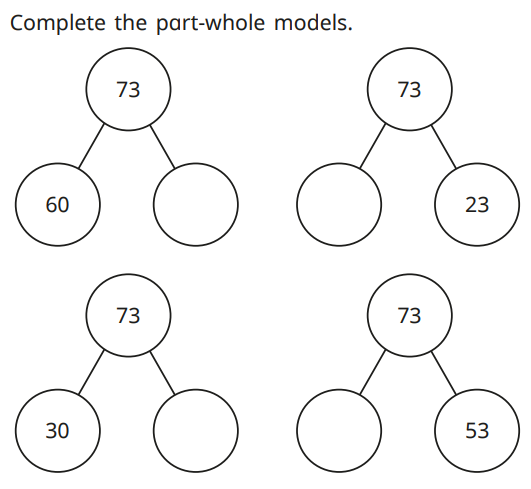 Complete the part-whole models.
73 73
60 23
73 73
30 53